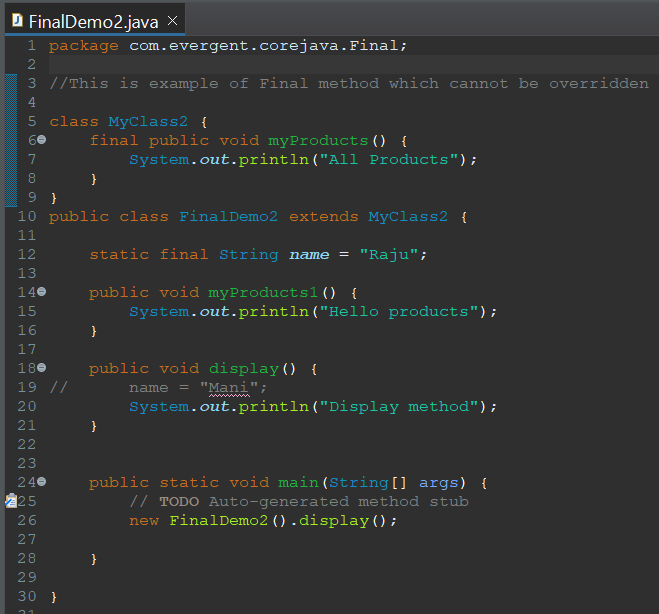 FinalDemo2.java
1 package com.evergent.corejava.Final;
2
3 //This is example of Final method which cannot be overridden
4
5 class MyClass2 {
6     final public void myProducts() {
7         System.out.println("All Products");
8     }
9 }
10 public class FinalDemo2 extends MyClass2 {
11
12     static final String name = "Raju";
13
14     public void myProducts1() {
15         System.out.println("Hello products");
16     }
17
18     public void display() {
19 //      name = "Mani";
20         System.out.println("Display method");
21     }
22
23
24     public static void main(String[] args) {
25         // TODO Auto-generated method stub
26         new FinalDemo2().display();
27
28     }
29
30 }
31